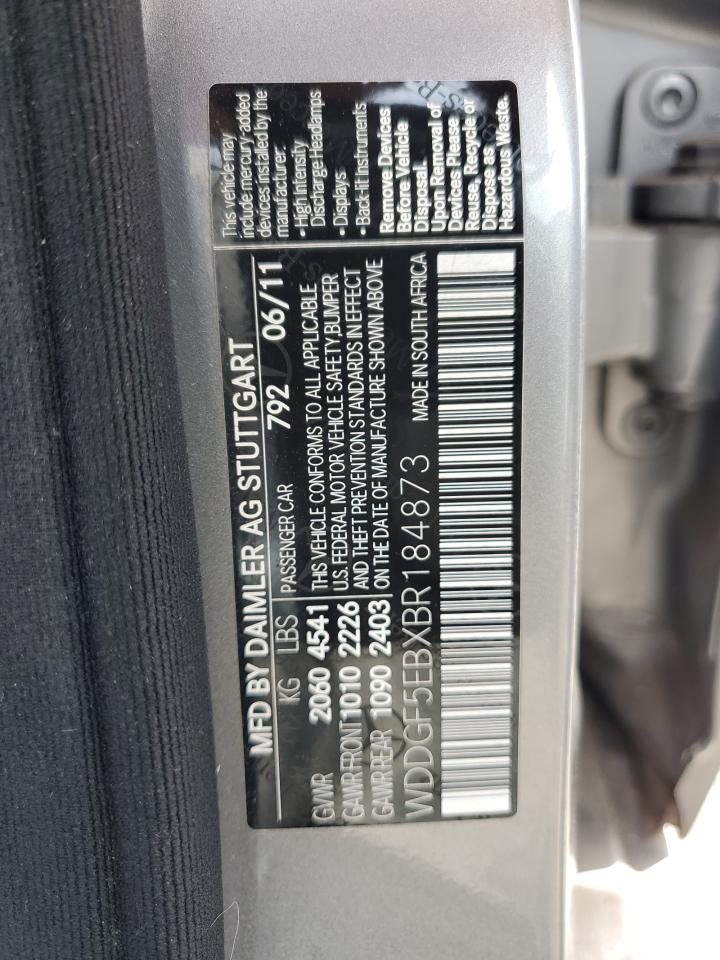 MFD BY DAIMLER AG STUTTGART
KG LBS PASSENGER CAR 792 06/11
GVWR 2060 4541
GAWR FRONT 1010 2226
GAWR REAR 1090 2403
THIS VEHICLE CONFORMS TO ALL APPLICABLE
U.S. FEDERAL MOTOR VEHICLE SAFETY,BUMPER
AND THEFT PREVENTION STANDARDS IN EFFECT
ON THE DATE OF MANUFACTURE SHOWN ABOVE
WDDGF5EBXBR184873 MADE IN SOUTH AFRICA
This vehicle may
include mercury-added
devices installed by the
manufacturer:
• High Intensity
Discharge Headlamps
• Displays
• Back-lit Instruments
Remove Devices
Before Vehicle
Disposal.
Upon Removal of
Devices Please
Reuse, Recycle or
Dispose as
Hazardous Waste.